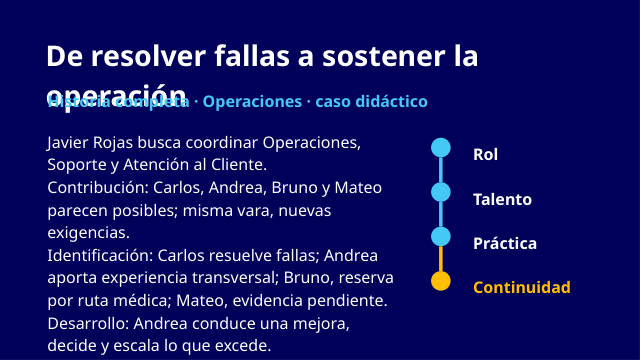 De resolver fallas a sostener la
operación
Historia completa · Operaciones · caso didáctico
Javier Rojas busca coordinar Operaciones,
Soporte y Atención al Cliente.
Contribución: Carlos, Andrea, Bruno y Mateo
parecen posibles; misma vara, nuevas
exigencias.
Identificación: Carlos resuelve fallas; Andrea
aporta experiencia transversal; Bruno, reserva
por ruta médica; Mateo, evidencia pendiente.
Desarrollo: Andrea conduce una mejora,
decide y escala lo que excede.
Rol
Talento
Práctica
Continuidad